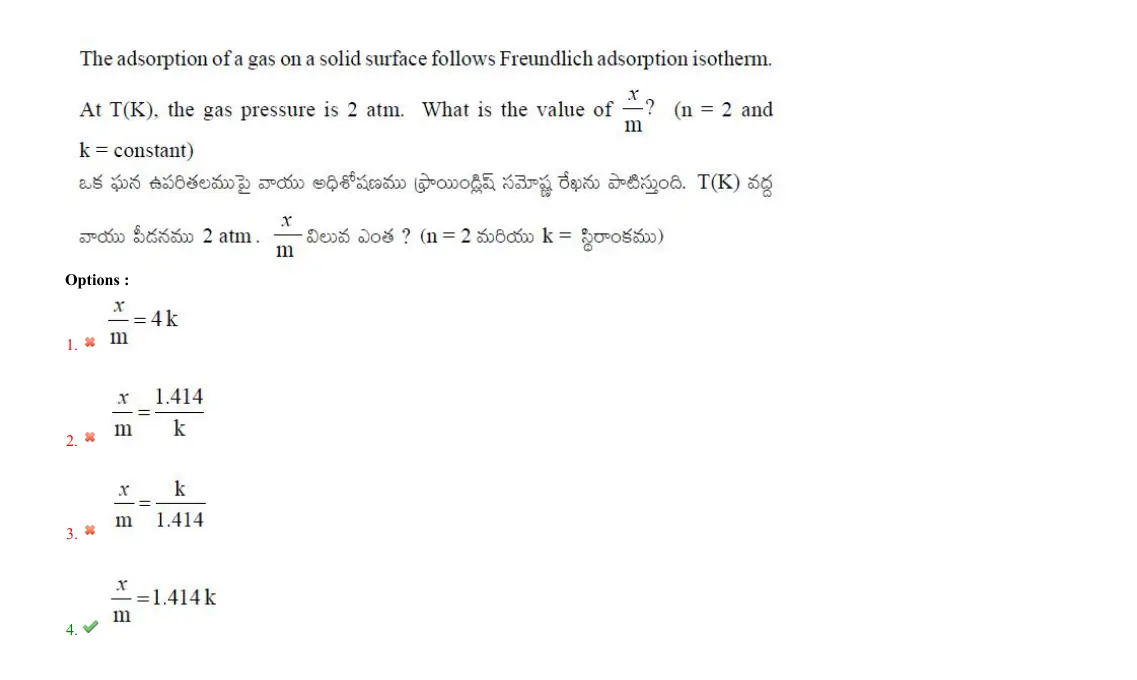 The adsorption of a gas on a solid surface follows Freundlich adsorption isotherm.
At T(K), the gas pressure is 2 atm. What is the value of x/m? (n = 2 and
k = constant)
ఒక ఘన ఉపరితలముపై వాయు అధిశోషణము ఫ్రాయిండ్లిష్ సమోష్ణ రేఖను పాటిస్తుంది. T(K) వద్ద
వాయు పీడనము 2 atm. x/m విలువ ఎంత ? (n = 2 మరియు k = స్థిరాంకము)
Options :
1. x/m = 4 k
2. x/m = 1.414/k
3. x/m = k/1.414
4. x/m = 1.414 k